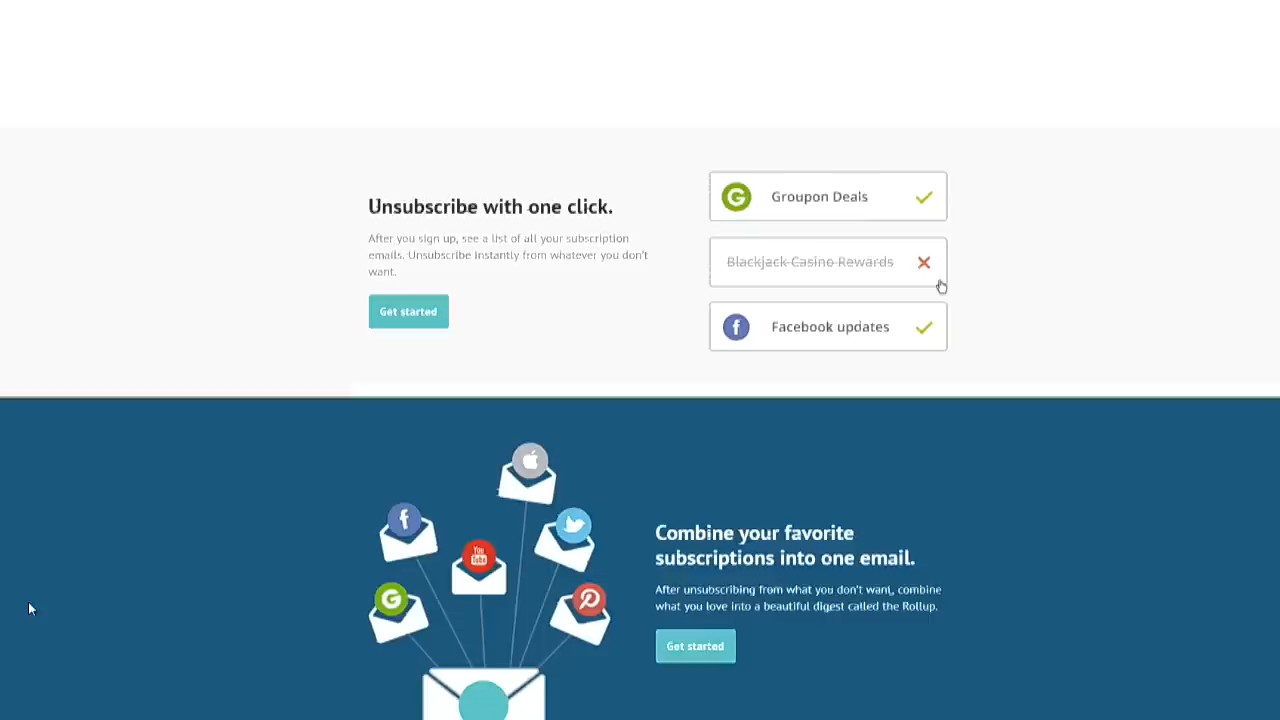 Unsubscribe with one click.
After you sign up, see a list of all your subscription
emails. Unsubscribe instantly from whatever you don't
want.
Get started
G Groupon Deals
Blackjack Casino Rewards
f Facebook updates
f
You
Tube
G
Combine your favorite
subscriptions into one email.
After unsubscribing from what you don't want, combine
what you love into a beautiful digest called the Rollup.
Get started